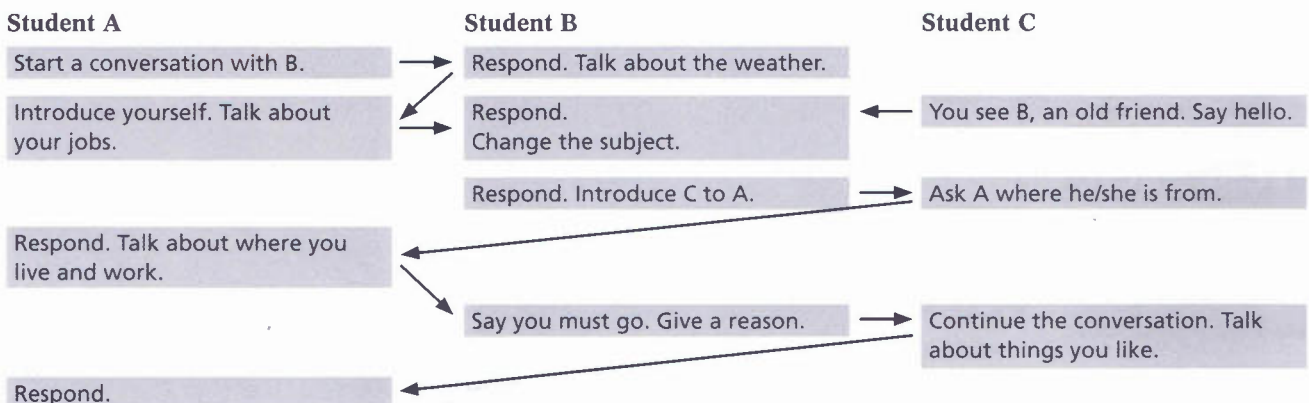 Student A
Student B
Student C
Start a conversation with B.
Respond. Talk about the weather.
Introduce yourself. Talk about
your jobs.
Respond.
Change the subject.
You see B, an old friend. Say hello.
Respond. Introduce C to A.
Ask A where he/she is from.
Respond. Talk about where you
live and work.
Say you must go. Give a reason.
Continue the conversation. Talk
about things you like.
Respond.